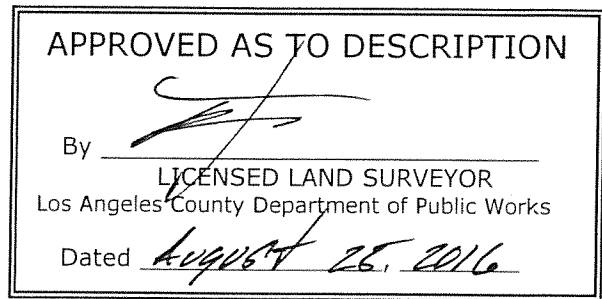 APPROVED AS TO DESCRIPTION
By
LICENSED LAND SURVEYOR
Los Angeles County Department of Public Works
Dated August 25, 2016